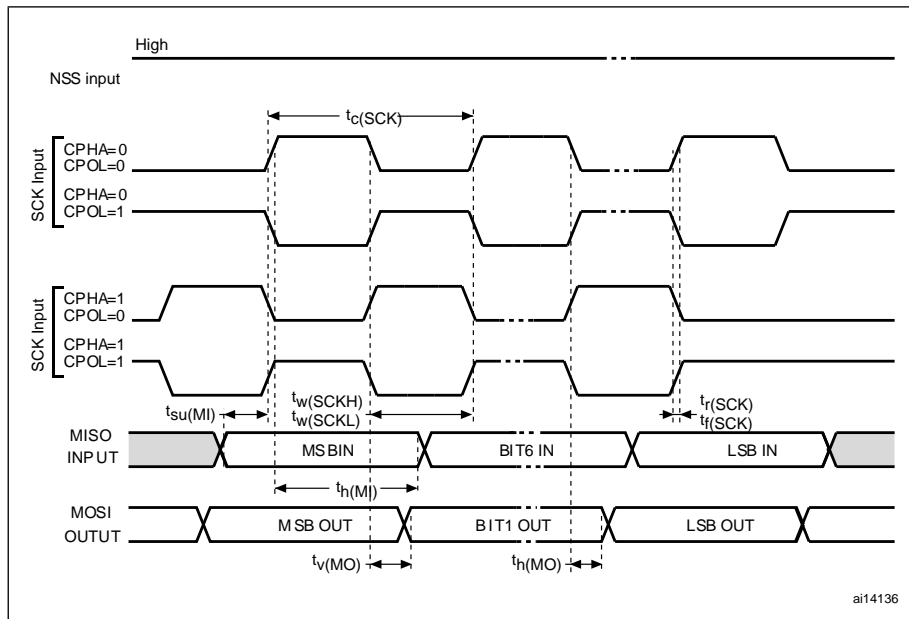 High
NSS input
tc(SCK)
SCK Input
CPHA=0
CPOL=0
CPHA=0
CPOL=1
SCK Input
CPHA=1
CPOL=0
CPHA=1
CPOL=1
tsu(MI)
tw(SCKH)
tw(SCKL)
tr(SCK)
tf(SCK)
MISO
INPUT
MSBIN
BIT6 IN
LSB IN
th(MI)
MOSI
OUTUT
MSB OUT
BIT1 OUT
LSB OUT
tv(MO)
th(MO)
ai14136